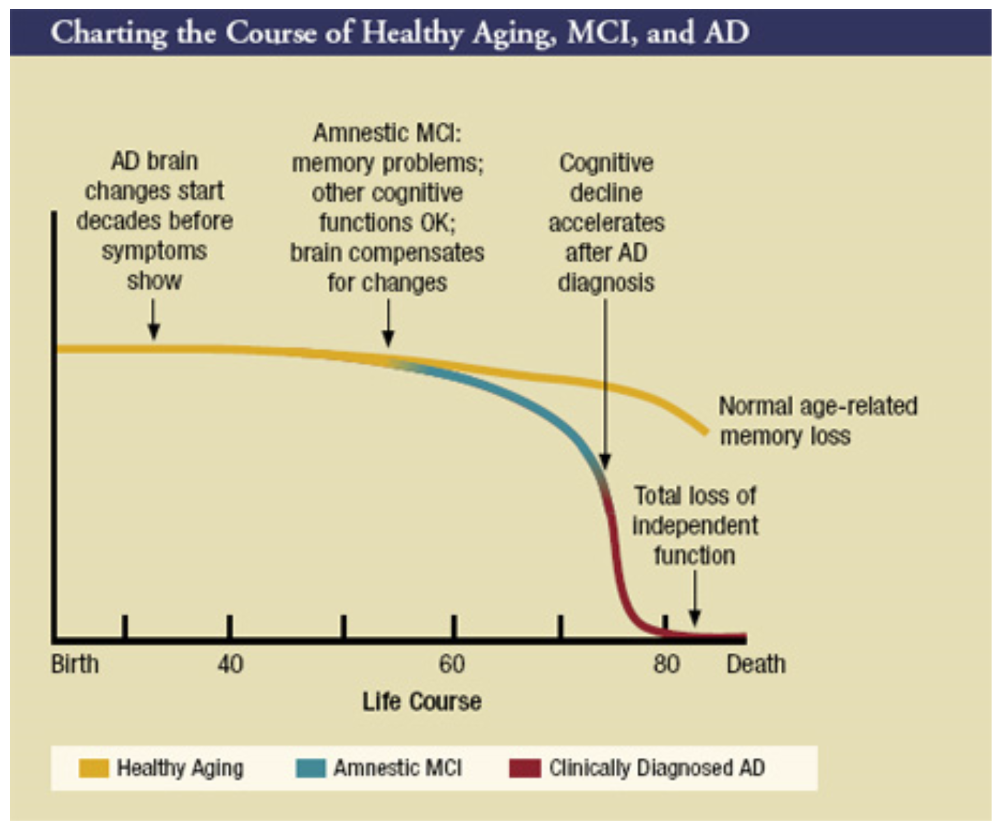 Charting the Course of Healthy Aging, MCI, and AD
AD brain
changes start
decades before
symptoms
show
Amnestic MCI:
memory problems;
other cognitive
functions OK;
brain compensates
for changes
Cognitive
decline
accelerates
after AD
diagnosis
Normal age-related
memory loss
Total loss of
independent
function
Birth 40 60 80 Death
Life Course
Healthy Aging Amnestic MCI Clinically Diagnosed AD